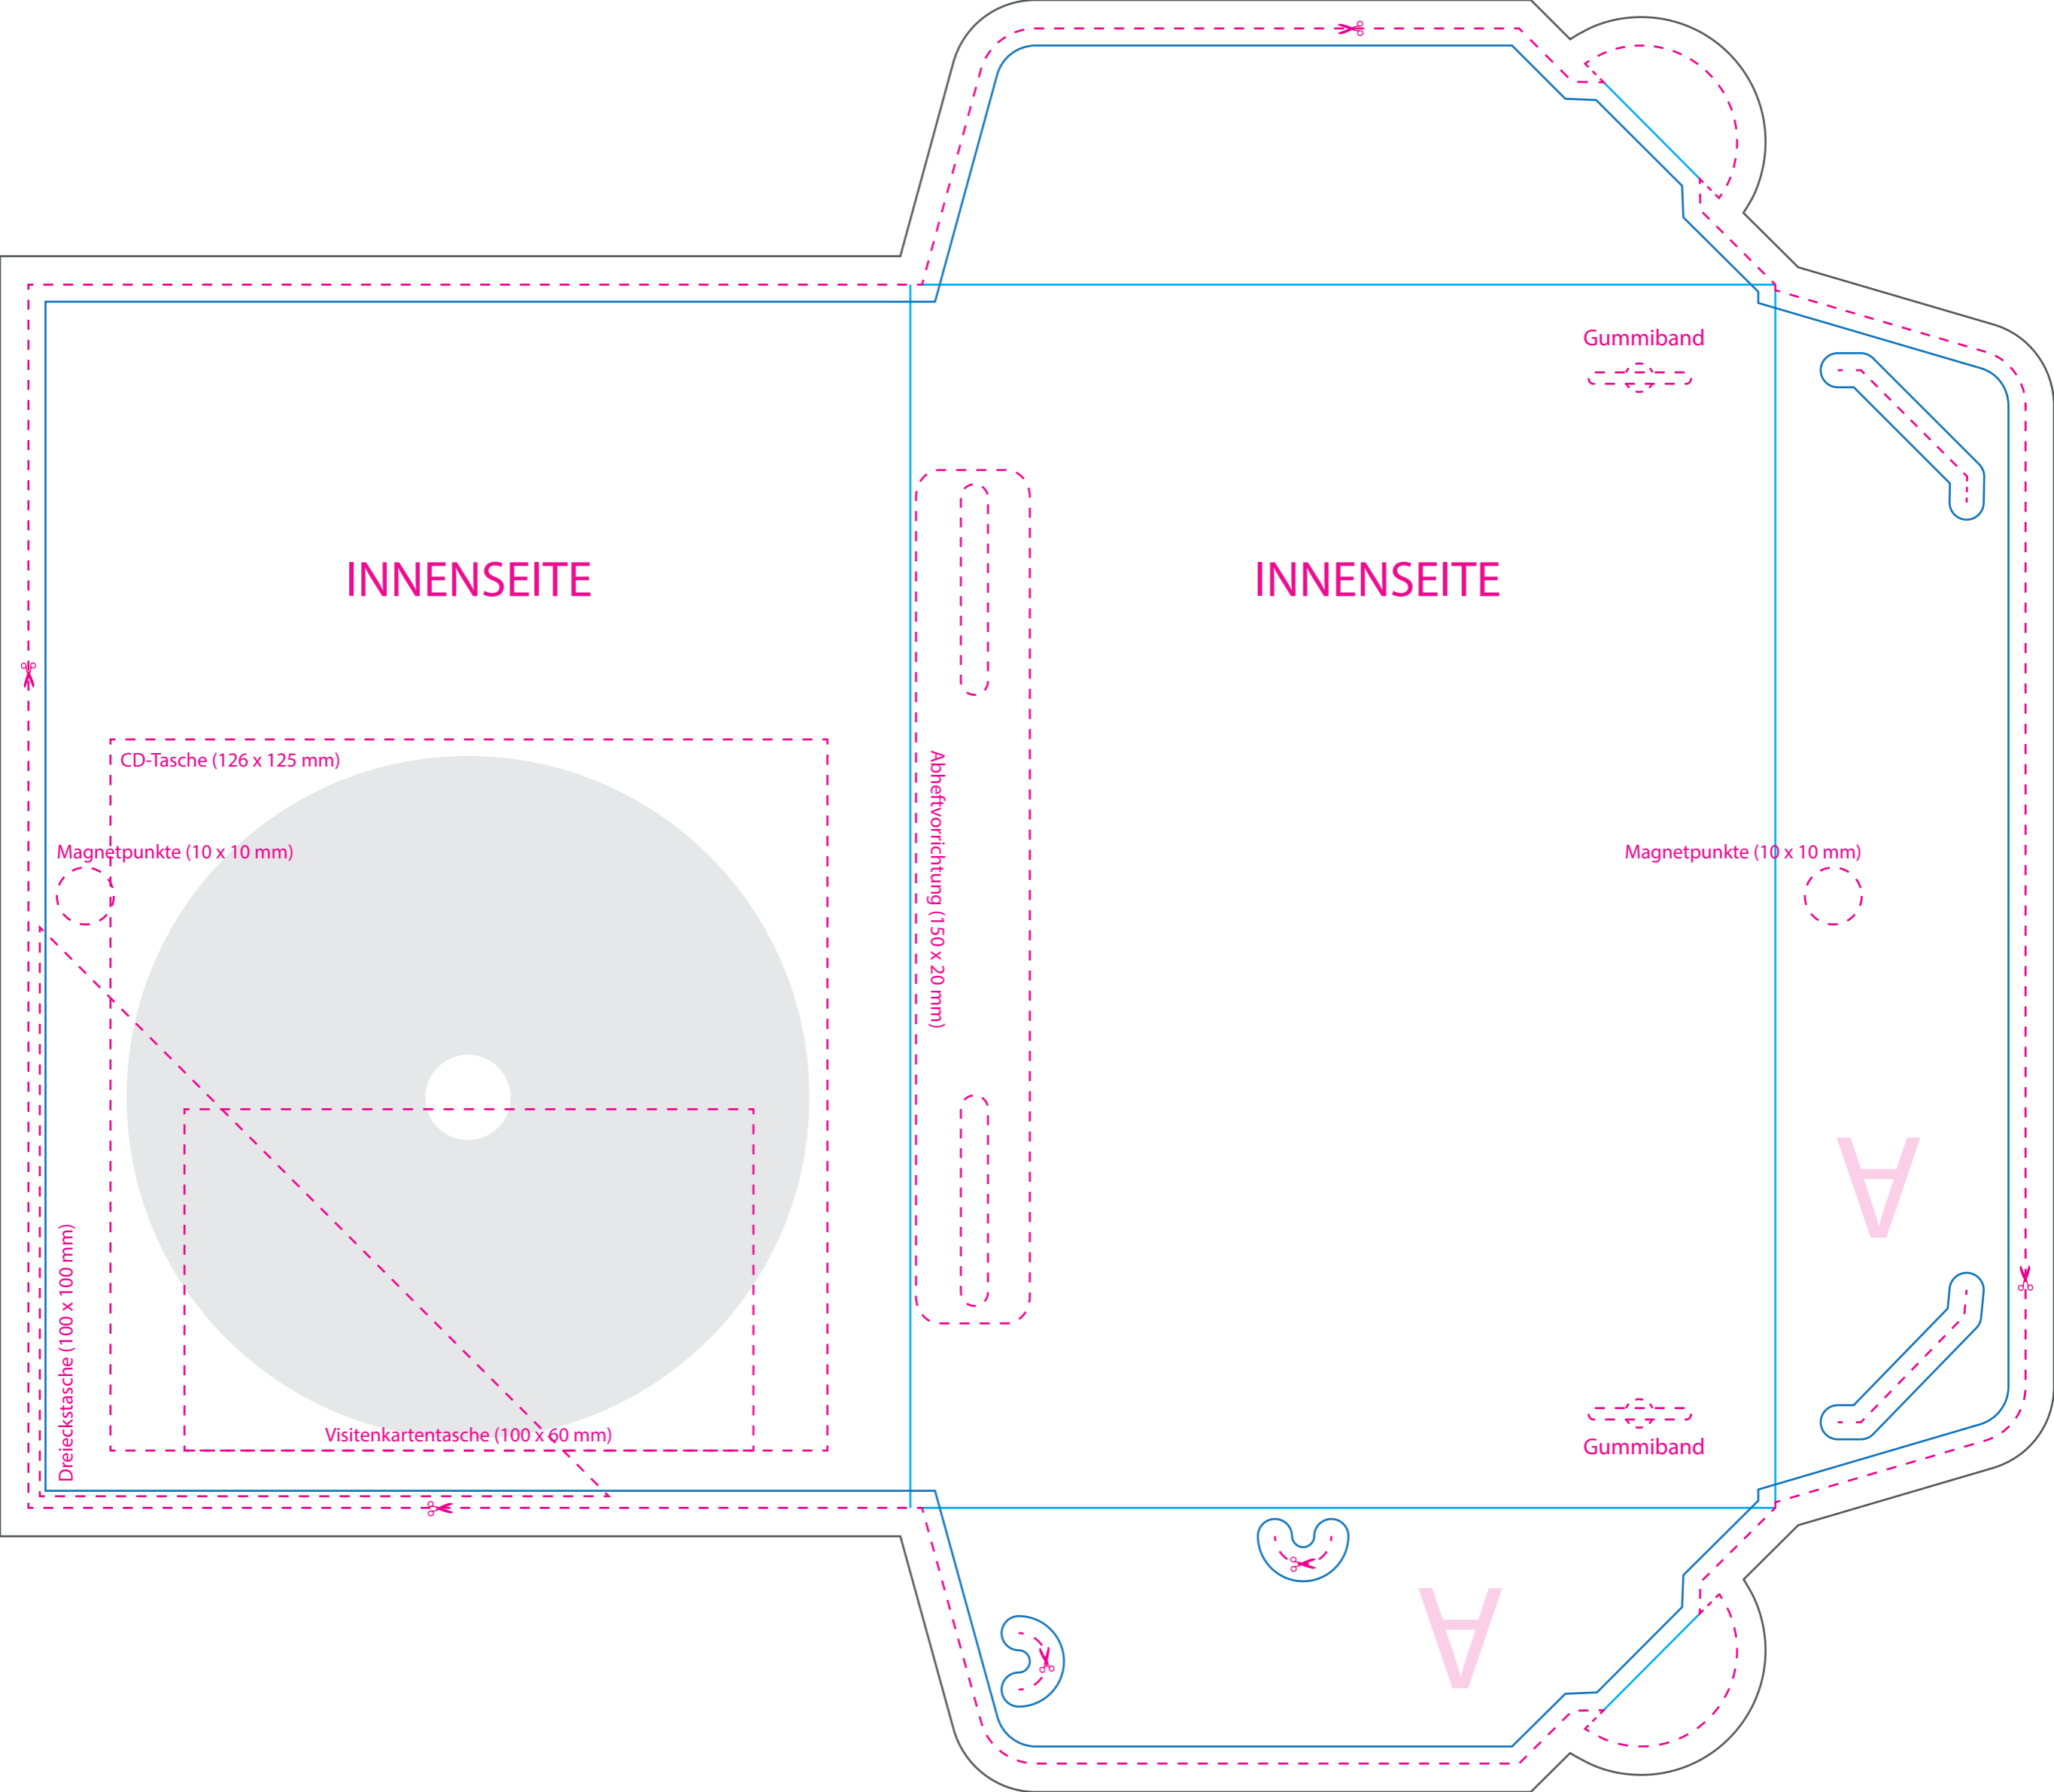 Gummiband
INNENSEITE
INNENSEITE
CD-Tasche (126 x 125 mm)
Magnetpunkte (10 x 10 mm)
Abheftvorrichtung (150 x 20 mm)
Magnetpunkte (10 x 10 mm)
A
Dreieckstasche (100 x 100 mm)
Visitenkartentasche (100 x 60 mm)
Gummiband
A